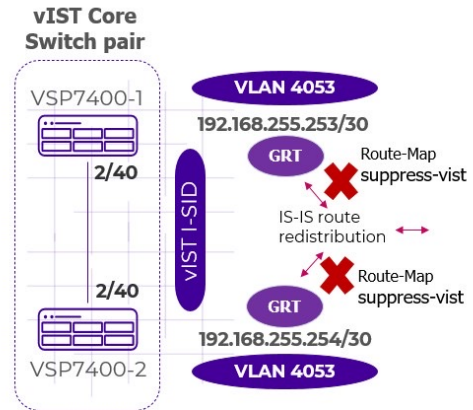 vIST Core
Switch pair
VSP7400-1
2/40
2/40
VSP7400-2
vIST I-SID
VLAN 4053
192.168.255.253/30
GRT
Route-Map
suppress-vist
IS-IS route
redistribution
Route-Map
suppress-vist
GRT
192.168.255.254/30
VLAN 4053